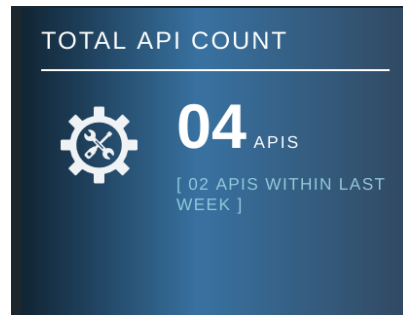 TOTAL API COUNT
04 APIS
[ 02 APIS WITHIN LAST
WEEK ]